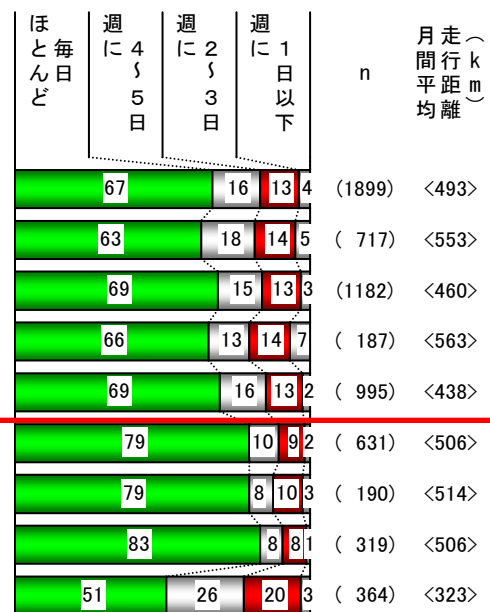 ほとんど毎日
週に4～5日
週に2～3日
週に1日以下
n
月間平均走行距離（km）
67 16 13 4 (1899) <493>
63 18 14 5 ( 717) <553>
69 15 13 3 (1182) <460>
66 13 14 7 ( 187) <563>
69 16 13 2 ( 995) <438>
79 10 9 2 ( 631) <506>
79 8 10 3 ( 190) <514>
83 8 8 1 ( 319) <506>
51 26 20 3 ( 364) <323>